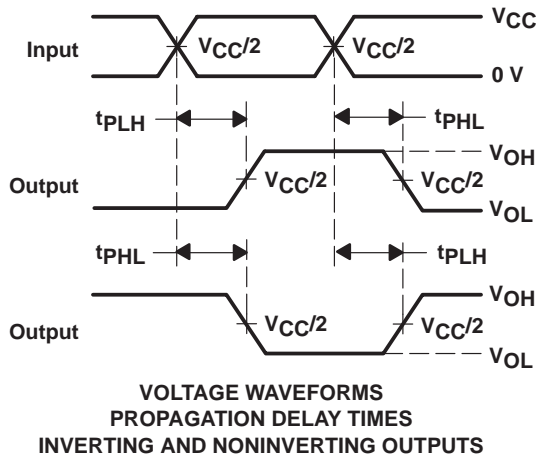 VCC
Input VCC/2 VCC/2
0 V
tPLH tPHL
VOH
Output VCC/2 VCC/2
VOL
tPHL tPLH
VOH
Output VCC/2 VCC/2
VOL
VOLTAGE WAVEFORMS
PROPAGATION DELAY TIMES
INVERTING AND NONINVERTING OUTPUTS